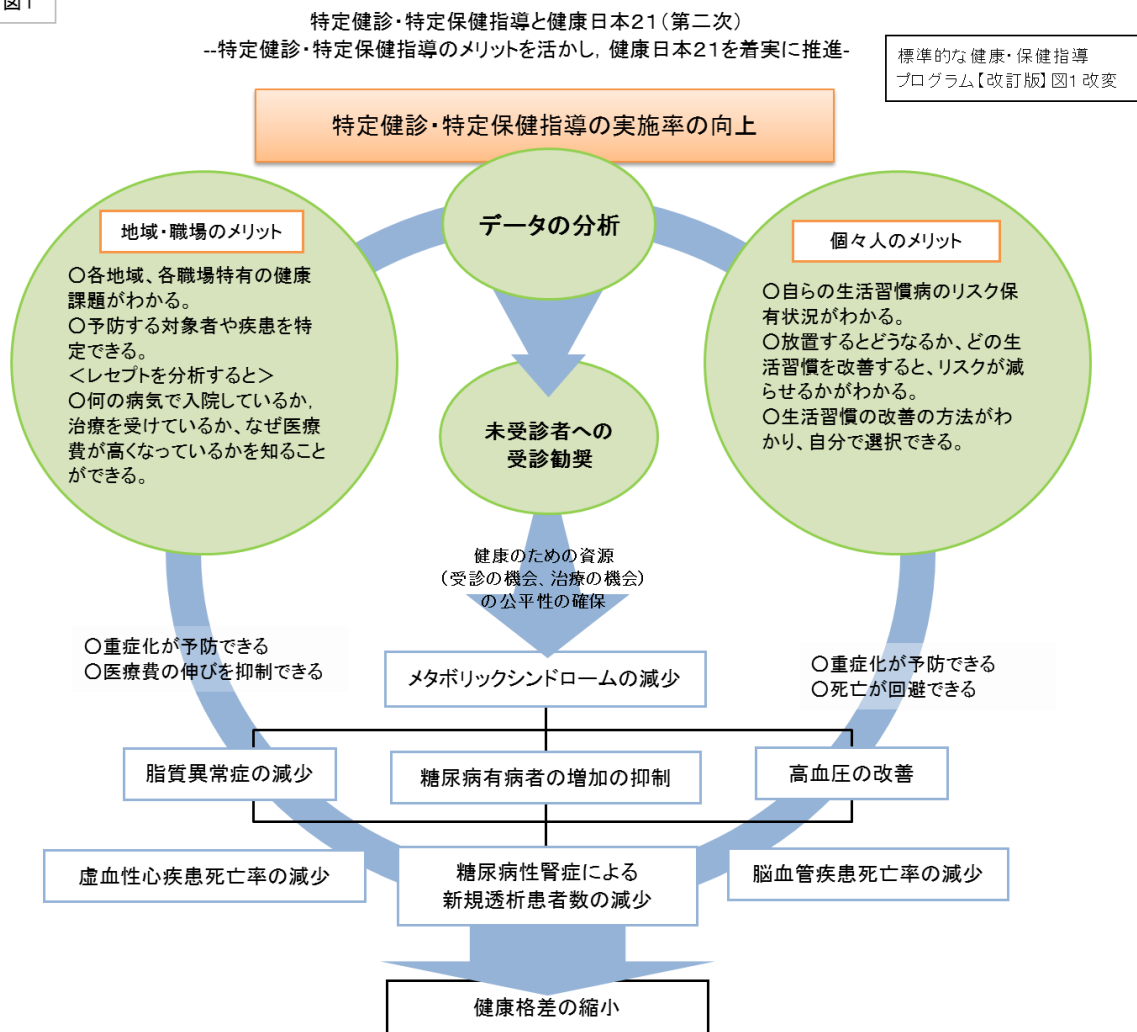 図1
特定健診・特定保健指導と健康日本21(第二次)
--特定健診・特定保健指導のメリットを活かし, 健康日本21を着実に推進-
標準的な健康・保健指導
プログラム【改訂版】図1改変
特定健診・特定保健指導の実施率の向上
データの分析
地域・職場のメリット
○各地域、各職場特有の健康
課題がわかる。
○予防する対象者や疾患を特
定できる。
<レセプトを分析すると>
○何の病気で入院しているか,
治療を受けているか、なぜ医療
費が高くなっているかを知ること
ができる。
個々人のメリット
○自らの生活習慣病のリスク保
有状況がわかる。
○放置するとどうなるか、どの生
活習慣を改善すると、リスクが減
らせるかがわかる。
○生活習慣の改善の方法がわ
かり、自分で選択できる。
未受診者への
受診勧奨
健康のための資源
(受診の機会、治療の機会)
の公平性の確保
○重症化が予防できる
○医療費の伸びを抑制できる
○重症化が予防できる
○死亡が回避できる
メタボリックシンドロームの減少
脂質異常症の減少
糖尿病有病者の増加の抑制
高血圧の改善
虚血性心疾患死亡率の減少
糖尿病性腎症による
新規透析患者数の減少
脳血管疾患死亡率の減少
健康格差の縮小